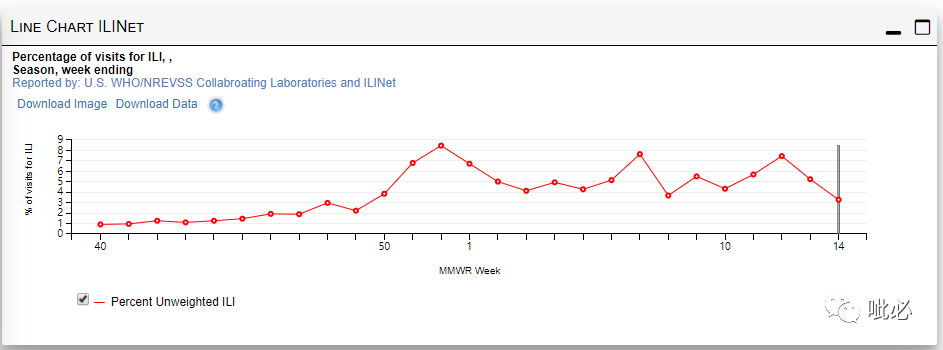 LINE CHART ILINET
Percentage of visits for ILI, ,
Season, week ending
Reported by: U.S. WHO/NREVSS Collabroating Laboratories and ILINet
Download Image Download Data ?
% of visits for ILI
9
8
7
6
5
4
3
2
1
0
40 50 1 10 14
MMWR Week
Percent Unweighted ILI
呲必